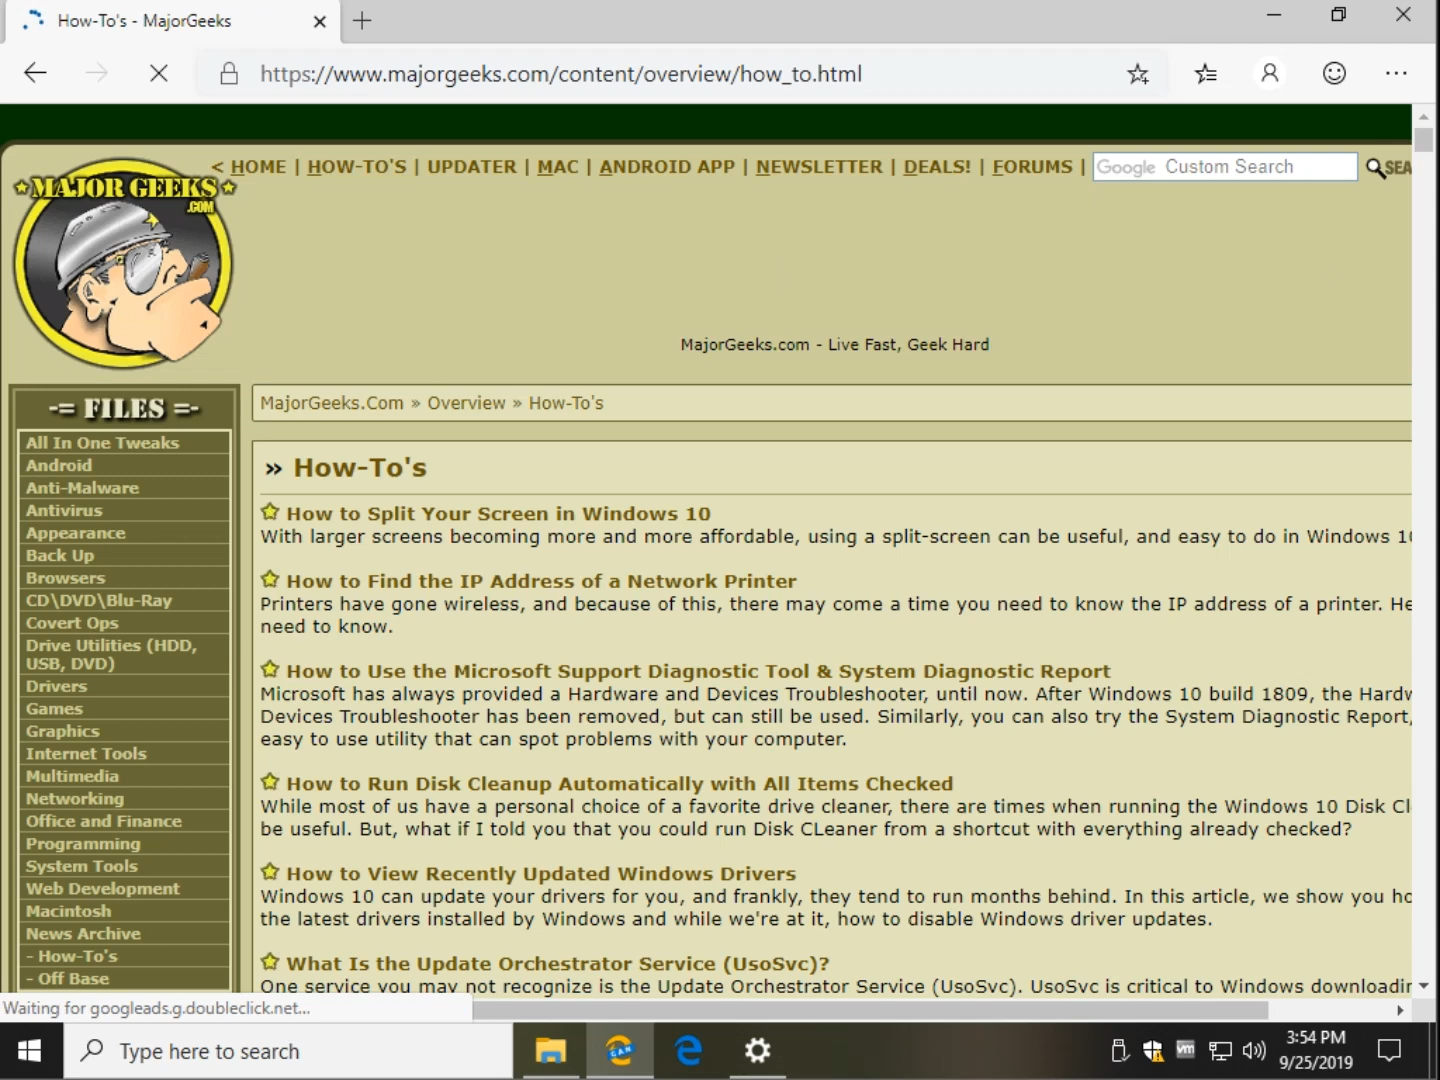 How-To's - MajorGeeks
https://www.majorgeeks.com/content/overview/how_to.html
MAJOR GEEKS
.COM
< HOME | HOW-TO'S | UPDATER | MAC | ANDROID APP | NEWSLETTER | DEALS! | FORUMS |
Google Custom Search
SEA
MajorGeeks.com - Live Fast, Geek Hard
-= FILES =-
All In One Tweaks
Android
Anti-Malware
Antivirus
Appearance
Back Up
Browsers
CD\DVD\Blu-Ray
Covert Ops
Drive Utilities (HDD,
USB, DVD)
Drivers
Games
Graphics
Internet Tools
Multimedia
Networking
Office and Finance
Programming
System Tools
Web Development
Macintosh
News Archive
- How-To's
- Off Base
MajorGeeks.Com » Overview » How-To's
» How-To's
How to Split Your Screen in Windows 10
With larger screens becoming more and more affordable, using a split-screen can be useful, and easy to do in Windows 10
How to Find the IP Address of a Network Printer
Printers have gone wireless, and because of this, there may come a time you need to know the IP address of a printer. He
need to know.
How to Use the Microsoft Support Diagnostic Tool & System Diagnostic Report
Microsoft has always provided a Hardware and Devices Troubleshooter, until now. After Windows 10 build 1809, the Hardw
Devices Troubleshooter has been removed, but can still be used. Similarly, you can also try the System Diagnostic Report,
easy to use utility that can spot problems with your computer.
How to Run Disk Cleanup Automatically with All Items Checked
While most of us have a personal choice of a favorite drive cleaner, there are times when running the Windows 10 Disk Cl
be useful. But, what if I told you that you could run Disk CLeaner from a shortcut with everything already checked?
How to View Recently Updated Windows Drivers
Windows 10 can update your drivers for you, and frankly, they tend to run months behind. In this article, we show you ho
the latest drivers installed by Windows and while we're at it, how to disable Windows driver updates.
What Is the Update Orchestrator Service (UsoSvc)?
One service you may not recognize is the Update Orchestrator Service (UsoSvc). UsoSvc is critical to Windows downloadin
Waiting for googleads.g.doubleclick.net...
Type here to search
CAN
vm
3:54 PM
9/25/2019